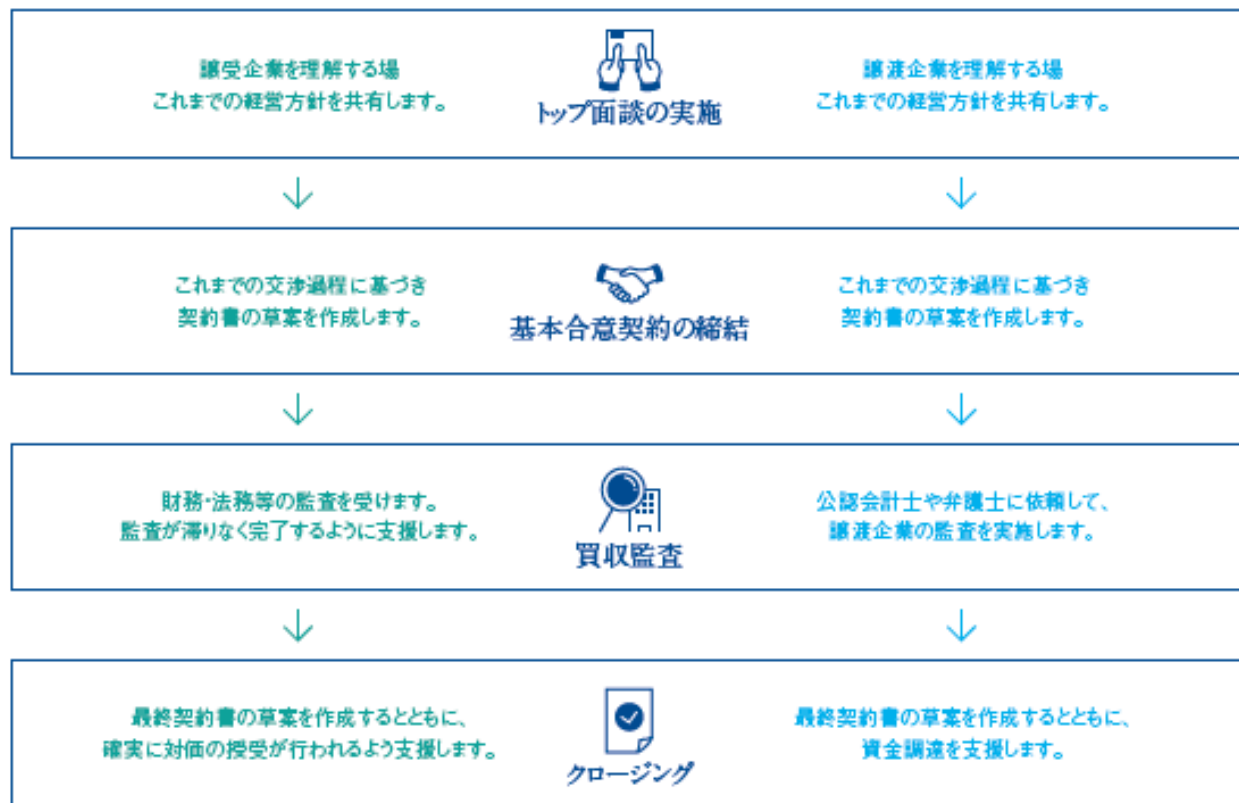 譲受企業を理解する場
これまでの経営方針を共有します。
トップ面談の実施
譲渡企業を理解する場
これまでの経営方針を共有します。
これまでの交渉過程に基づき
契約書の草案を作成します。
基本合意契約の締結
これまでの交渉過程に基づき
契約書の草案を作成します。
財務・法務等の監査を受けます。
監査が滞りなく完了するように支援します。
買収監査
公認会計士や弁護士に依頼して、
譲渡企業の監査を実施します。
最終契約書の草案を作成するとともに、
確実に対価の授受が行われるよう支援します。
クロージング
最終契約書の草案を作成するとともに、
資金調達を支援します。